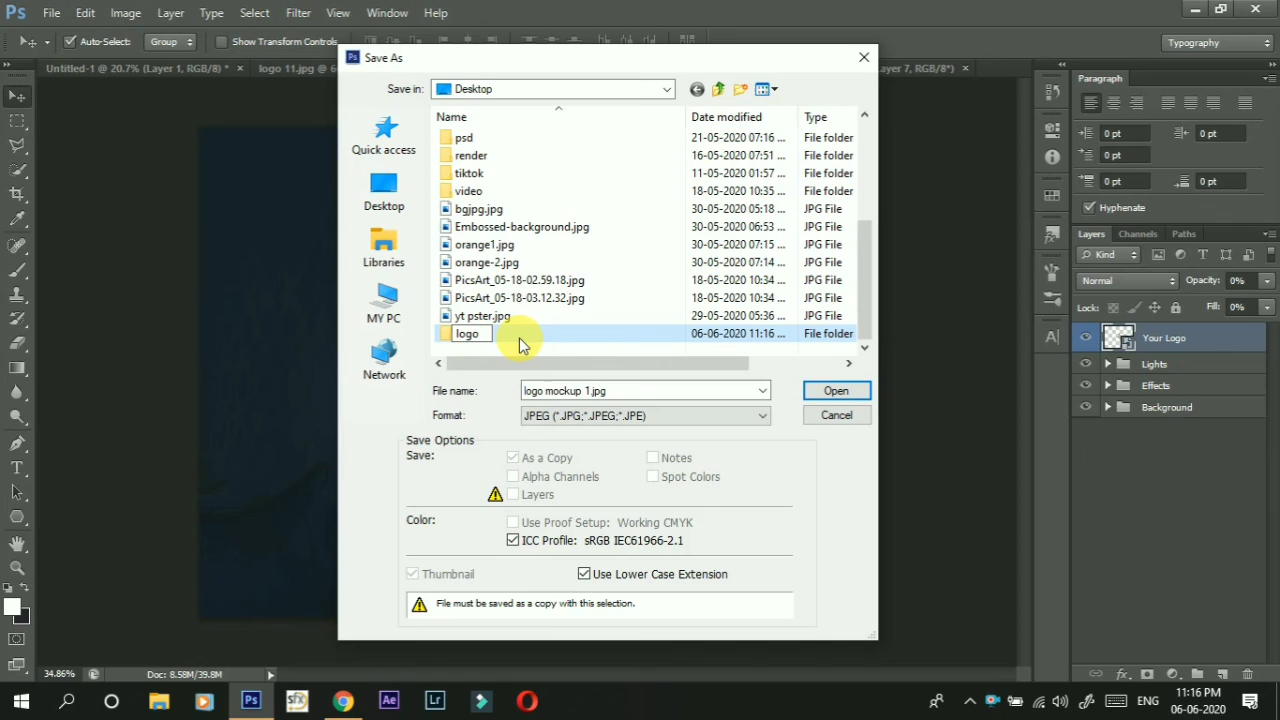 Ps File Edit Image Layer Type Select Filter View Window Help
Auto-Select: Group Show Transform Controls Typography
Untitled-1 @ 20.7% (Layer 1, RGB/8) * × logo 11.jpg @ 6 ayer 7, RGB/8*) ×
Save As
Save in: Desktop
Quick access
Desktop
Libraries
MY PC
Network
Name Date modified Type
psd 21-05-2020 07:16 ... File folder
render 16-05-2020 07:51 ... File folder
tiktok 11-05-2020 01:57 ... File folder
video 18-05-2020 10:35 ... File folder
bgjpg.jpg 30-05-2020 05:18 ... JPG File
Embossed-background.jpg 30-05-2020 06:53 ... JPG File
orange1.jpg 30-05-2020 07:15 ... JPG File
orange-2.jpg 30-05-2020 07:14 ... JPG File
PicsArt_05-18-02.59.18.jpg 18-05-2020 10:34 ... JPG File
PicsArt_05-18-03.12.32.jpg 18-05-2020 10:34 ... JPG File
yt pster.jpg 29-05-2020 05:36 ... JPG File
logo 06-06-2020 11:16 ... File folder
File name: logo mockup 1.jpg Open
Format: JPEG (*.JPG;*.JPEG;*.JPE) Cancel
Save Options
Save: As a Copy Notes
Alpha Channels Spot Colors
Layers
Color: Use Proof Setup: Working CMYK
ICC Profile: sRGB IEC61966-2.1
Thumbnail Use Lower Case Extension
File must be saved as a copy with this selection.
Paragraph
0 pt 0 pt
0 pt
0 pt 0 pt
Hyphenate
Layers Channels Paths
Kind
Normal Opacity: 0%
Lock: Fill: 0%
Your Logo
Lights
Effects
Background
34.86% Doc: 8.58M/39.8M
Ps sfx Ae Lr ENG 11:16 PM
06-06-2020